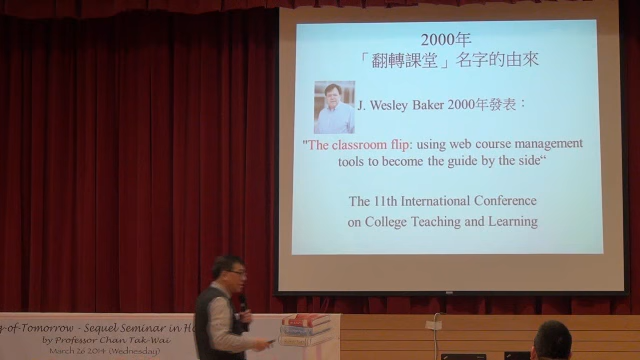 2000年
「翻轉課堂」名字的由來
J. Wesley Baker 2000年發表：
"The classroom flip: using web course management
tools to become the guide by the side“
The 11th International Conference
on College Teaching and Learning
-of-Tomorrow - Sequel Seminar in
by Professor Chan Tak-Wai
March 26 2014 (Wednesday)